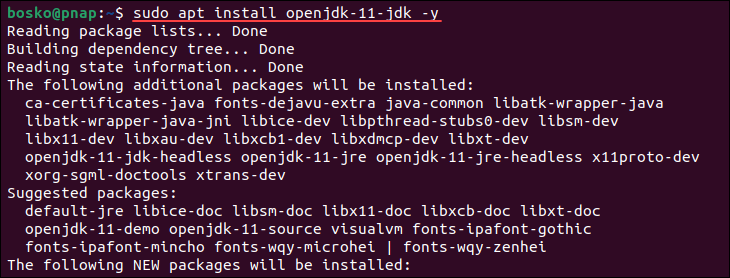 bosko@pnap:~$ sudo apt install openjdk-11-jdk -y
Reading package lists... Done
Building dependency tree... Done
Reading state information... Done
The following additional packages will be installed:
ca-certificates-java fonts-dejavu-extra java-common libatk-wrapper-java
libatk-wrapper-java-jni libice-dev libpthread-stubs0-dev libsm-dev
libx11-dev libxau-dev libxcb1-dev libxdmcp-dev libxt-dev
openjdk-11-jdk-headless openjdk-11-jre openjdk-11-jre-headless x11proto-dev
xorg-sgml-doctools xtrans-dev
Suggested packages:
default-jre libice-doc libsm-doc libx11-doc libxcb-doc libxt-doc
openjdk-11-demo openjdk-11-source visualvm fonts-ipafont-gothic
fonts-ipafont-mincho fonts-wqy-microhei | fonts-wqy-zenhei
The following NEW packages will be installed: